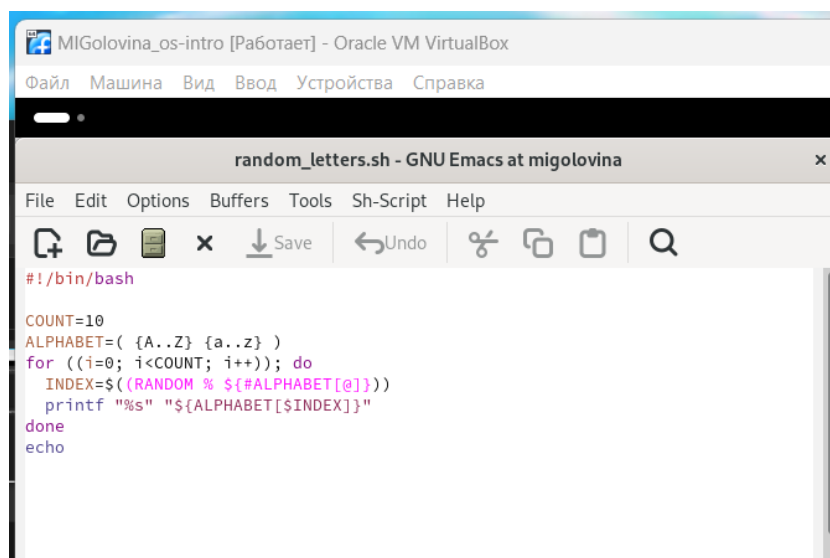 MIGolovina_os-intro [Работает] - Oracle VM VirtualBox
Файл Машина Вид Ввод Устройства Справка
random_letters.sh - GNU Emacs at migolovina ×
File Edit Options Buffers Tools Sh-Script Help
Save Undo
#!/bin/bash
COUNT=10
ALPHABET=( {A..Z} {a..z} )
for ((i=0; i<COUNT; i++)); do
  INDEX=$((RANDOM % ${#ALPHABET[@]}))
  printf "%s" "${ALPHABET[$INDEX]}"
done
echo